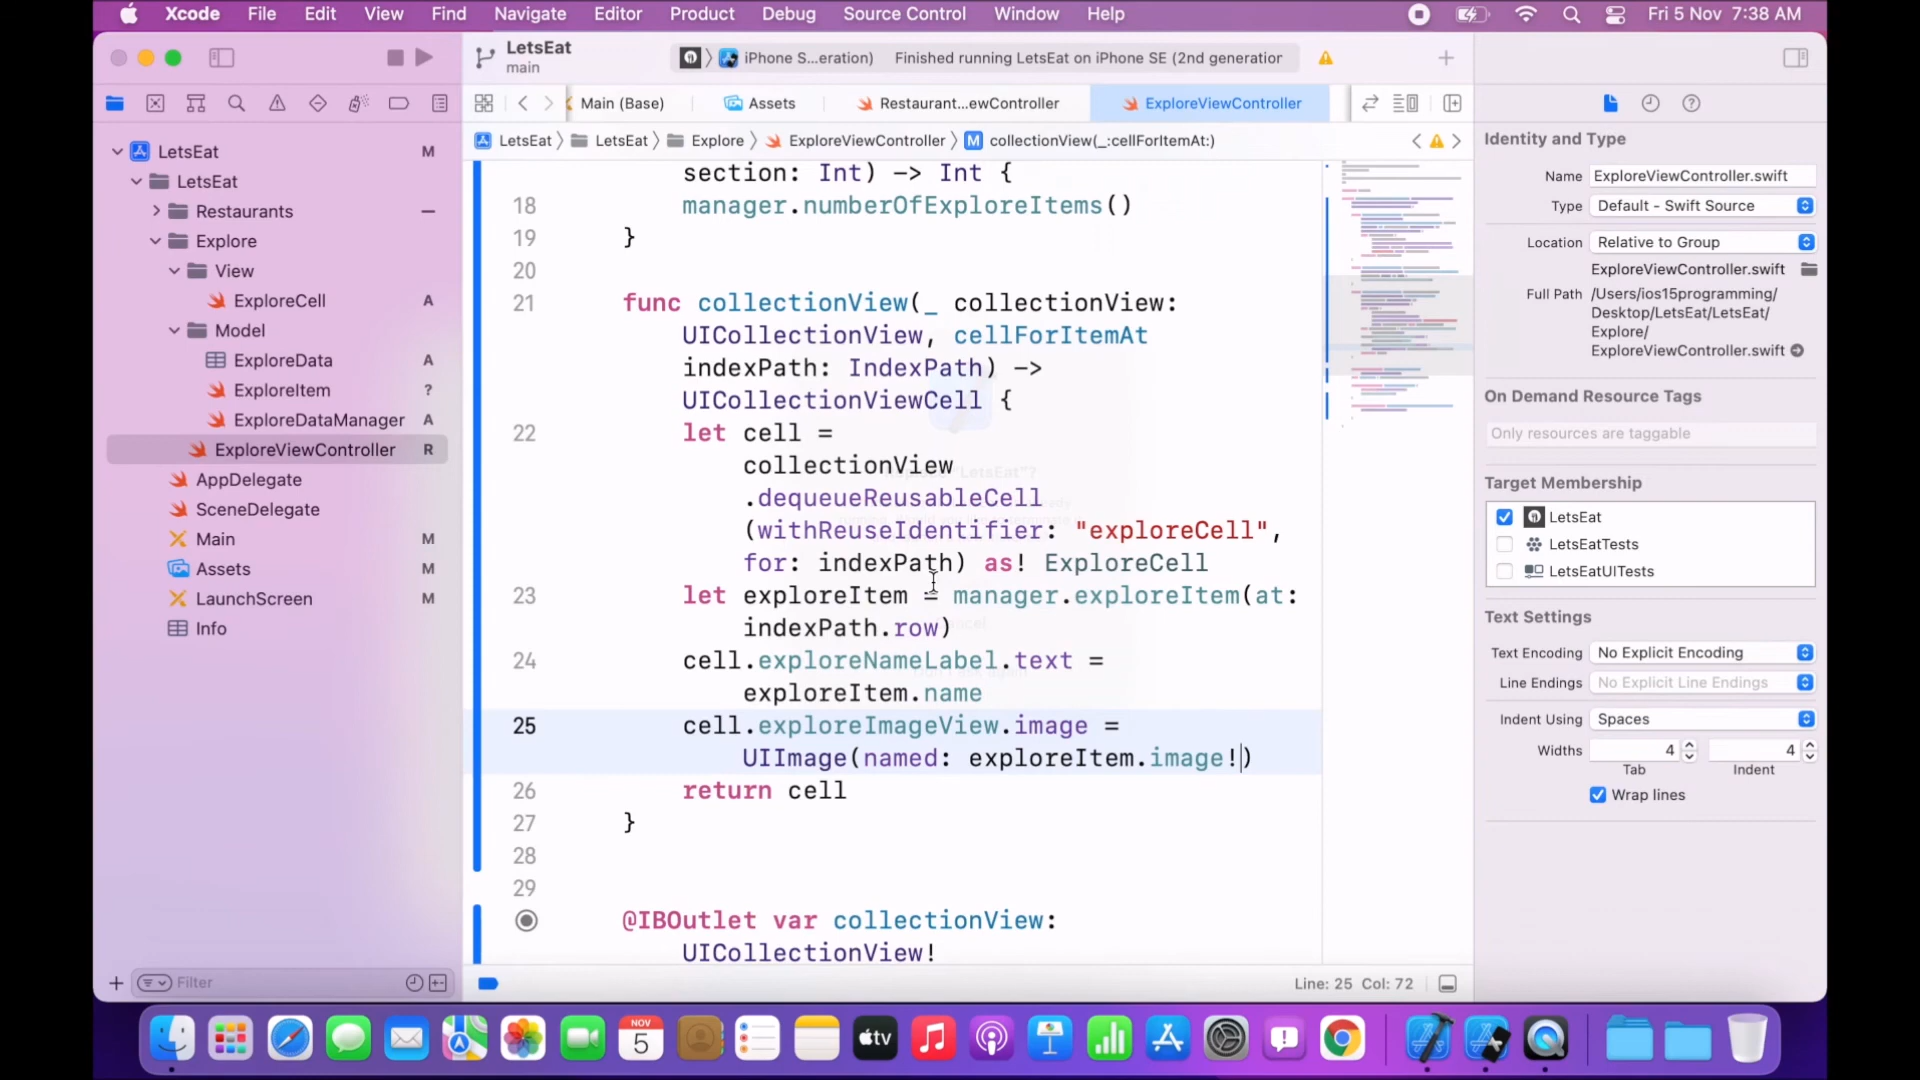 Xcode File Edit View Find Navigate Editor Product Debug Source Control Window Help Fri 5 Nov 7:38 AM
LetsEat
main
iPhone S...eration) Finished running LetsEat on iPhone SE (2nd generation
Main (Base) Assets Restaurant...ewController ExploreViewController
LetsEat LetsEat Explore ExploreViewController M collectionView(_:cellForItemAt:)
LetsEat M
LetsEat
Restaurants
Explore
View
ExploreCell A
Model
ExploreData A
ExploreItem ?
ExploreDataManager A
ExploreViewController R
AppDelegate
SceneDelegate
Main M
Assets M
LaunchScreen M
Info
Filter
section: Int) -> Int {
18 manager.numberOfExploreItems()
19 }
20
21 func collectionView(_ collectionView:
UICollectionView, cellForItemAt
indexPath: IndexPath) ->
UICollectionViewCell {
22 let cell =
collectionView
.dequeueReusableCell
(withReuseIdentifier: "exploreCell",
for: indexPath) as! ExploreCell
23 let exploreItem = manager.exploreItem(at:
indexPath.row)
24 cell.exploreNameLabel.text =
exploreItem.name
25 cell.exploreImageView.image =
UIImage(named: exploreItem.image!)
26 return cell
27 }
28
29
@IBOutlet var collectionView:
UICollectionView!
Line: 25 Col: 72
Identity and Type
Name ExploreViewController.swift
Type Default - Swift Source
Location Relative to Group
ExploreViewController.swift
Full Path /Users/ios15programming/
Desktop/LetsEat/LetsEat/
Explore/
ExploreViewController.swift
On Demand Resource Tags
Only resources are taggable
Target Membership
LetsEat
LetsEatTests
LetsEatUITests
Text Settings
Text Encoding No Explicit Encoding
Line Endings No Explicit Line Endings
Indent Using Spaces
Widths 4 4
Tab Indent
Wrap lines
NOV
5
tv